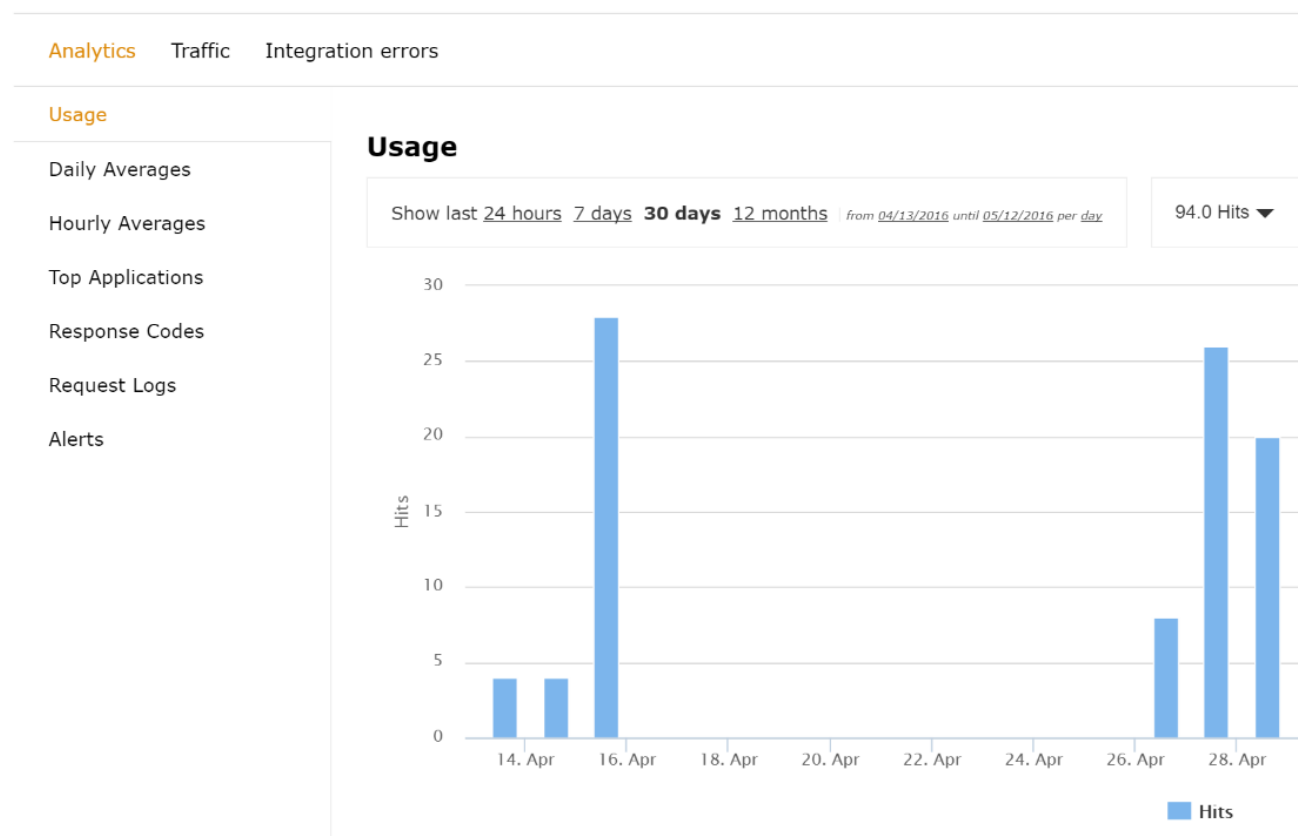 Analytics Traffic Integration errors
Usage
Daily Averages
Hourly Averages
Top Applications
Response Codes
Request Logs
Alerts
Usage
Show last 24 hours 7 days 30 days 12 months from 04/13/2016 until 05/12/2016 per day
94.0 Hits
30
25
20
15
10
5
0
Hits
14. Apr 16. Apr 18. Apr 20. Apr 22. Apr 24. Apr 26. Apr 28. Apr
Hits